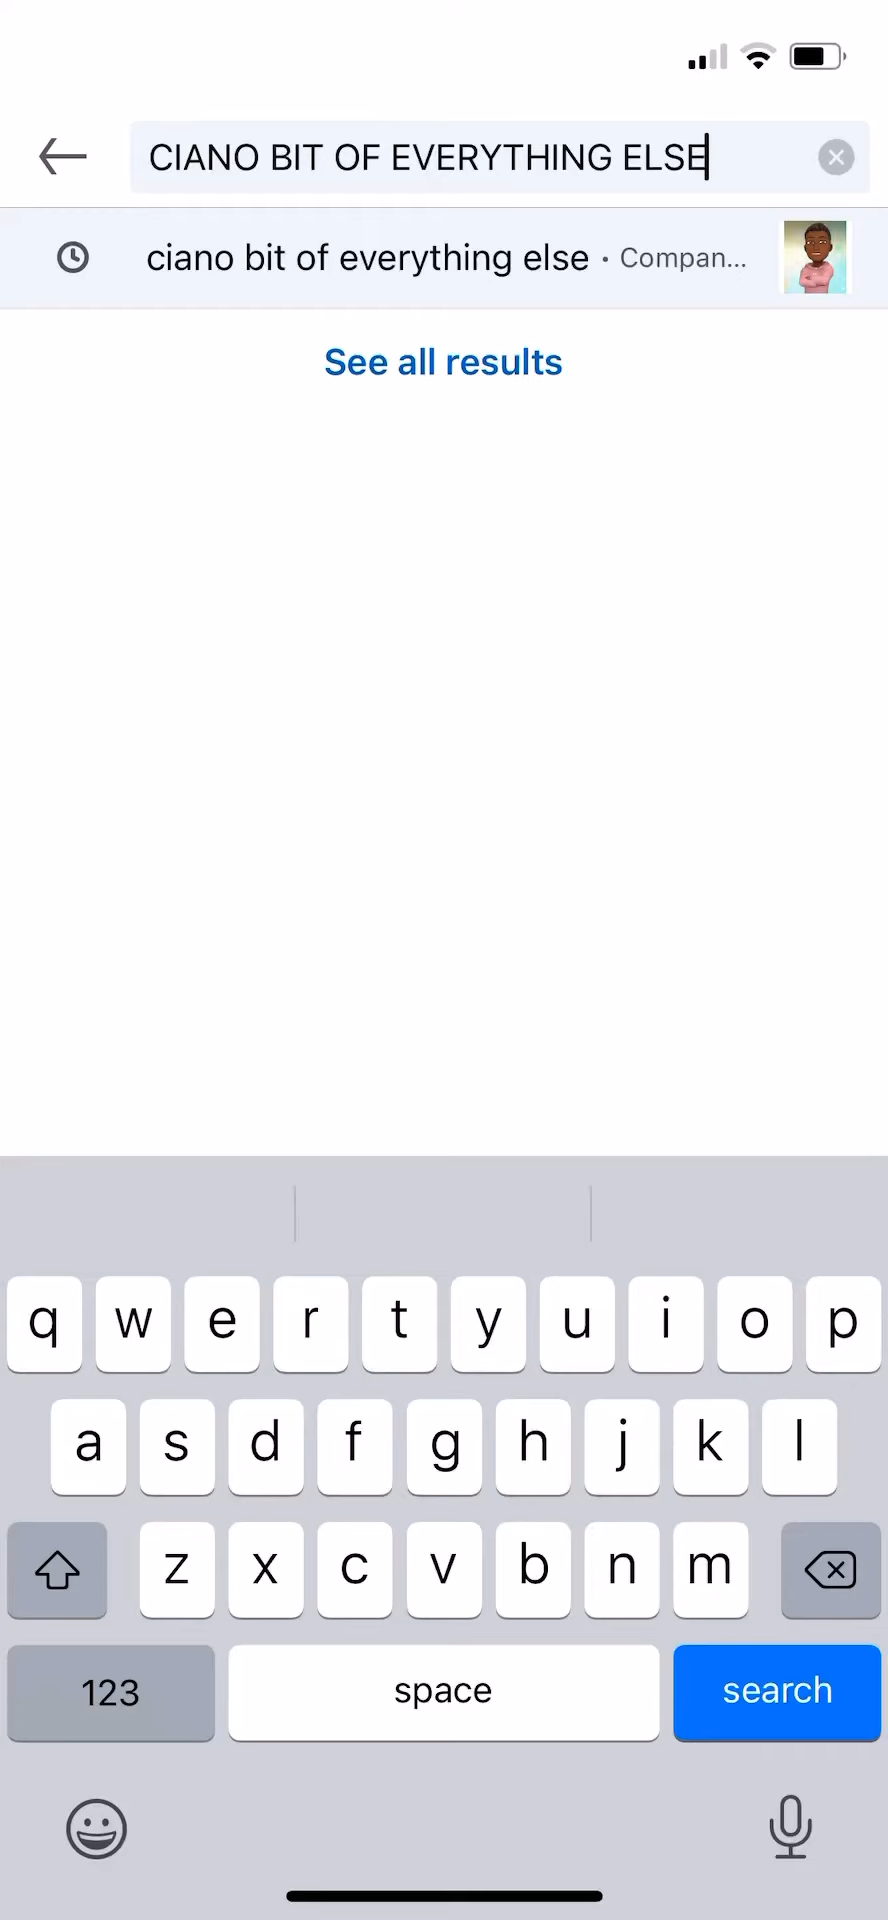 CIANO BIT OF EVERYTHING ELSE
ciano bit of everything else • Compan...
See all results
q w e r t y u i o p
a s d f g h j k l
z x c v b n m
123 space search